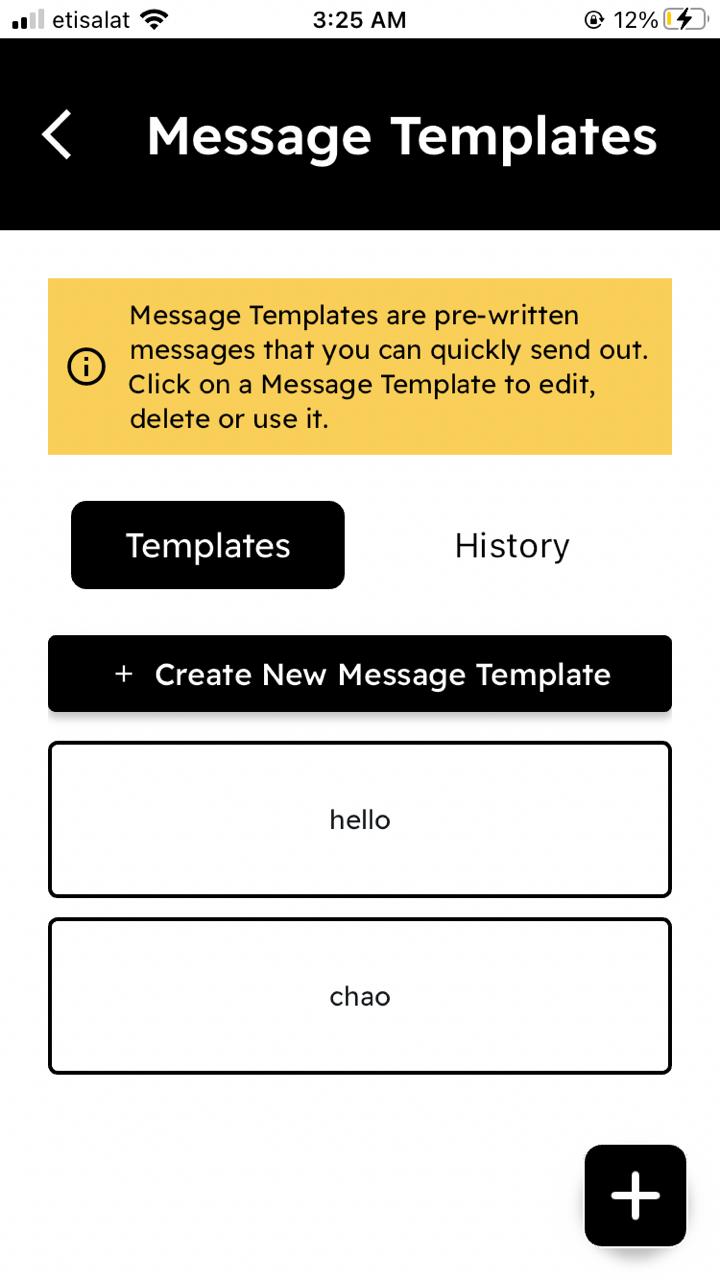 etisalat 3:25 AM 12%
Message Templates
Message Templates are pre-written
messages that you can quickly send out.
Click on a Message Template to edit,
delete or use it.
Templates History
+ Create New Message Template
hello
chao